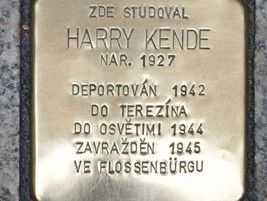 ZDE STUDOVAL
HARRY KENDE
NAR. 1927
DEPORTOVÁN 1942
DO TEREZÍNA
DO OSVĚTIMI 1944
ZAVRAŽDĚN 1945
VE FLOSSENBÜRGU